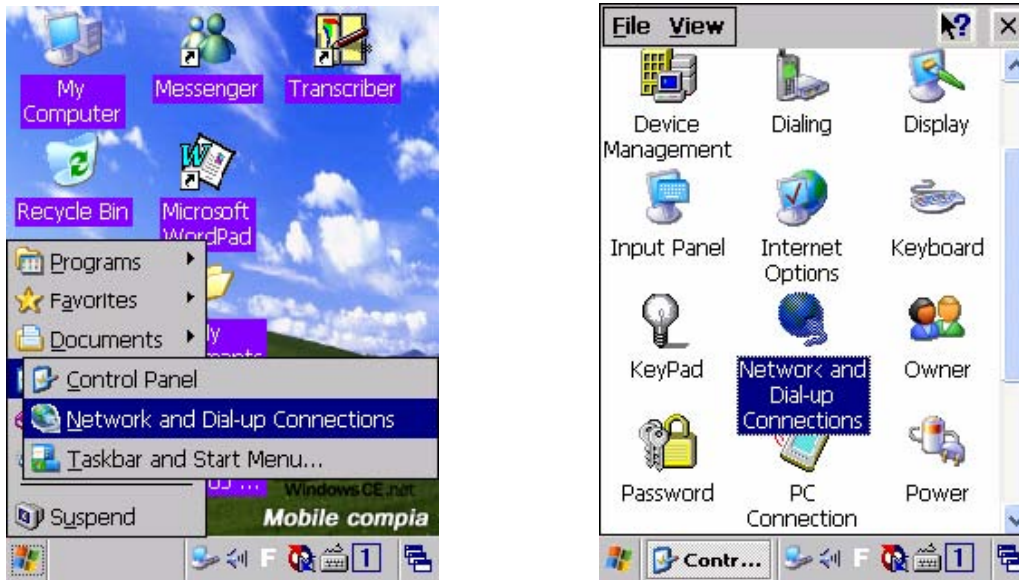 My
Computer
Messenger
Transcriber
Recycle Bin
Microsoft
WordPad
Programs
Favorites
Documents
Control Panel
Network and Dial-up Connections
Taskbar and Start Menu...
Suspend
Windows CE.net
Mobile compia
F
1
File View
?
Device
Management
Dialing
Display
Input Panel
Internet
Options
Keyboard
KeyPad
Network and
Dial-up
Connections
Owner
Password
PC
Connection
Power
Contr...
F
1